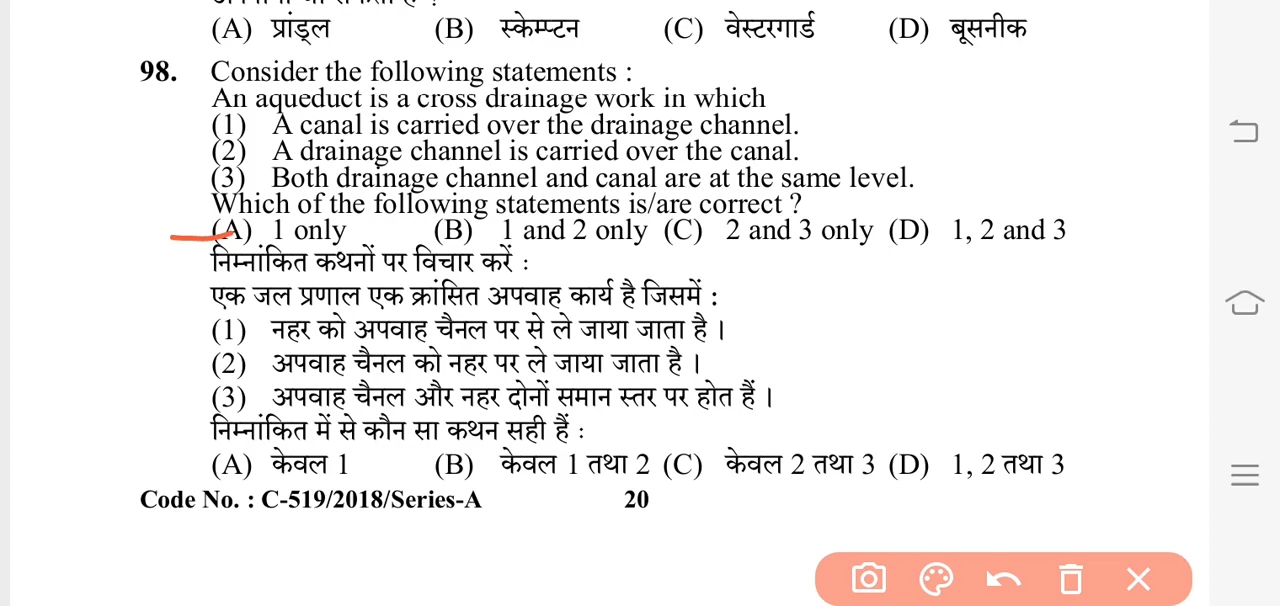 (A) प्रांड्ल (B) स्केम्प्टन (C) वेस्टरगार्ड (D) बूसनीक
98. Consider the following statements :
An aqueduct is a cross drainage work in which
(1) A canal is carried over the drainage channel.
(2) A drainage channel is carried over the canal.
(3) Both drainage channel and canal are at the same level.
Which of the following statements is/are correct ?
(A) 1 only (B) 1 and 2 only (C) 2 and 3 only (D) 1, 2 and 3
निम्नांकित कथनों पर विचार करें :
एक जल प्रणाल एक क्रांसित अपवाह कार्य है जिसमें :
(1) नहर को अपवाह चैनल पर से ले जाया जाता है ।
(2) अपवाह चैनल को नहर पर ले जाया जाता है ।
(3) अपवाह चैनल और नहर दोनों समान स्तर पर होत हैं ।
निम्नांकित में से कौन सा कथन सही हैं :
(A) केवल 1 (B) केवल 1 तथा 2 (C) केवल 2 तथा 3 (D) 1, 2 तथा 3
Code No. : C-519/2018/Series-A 20